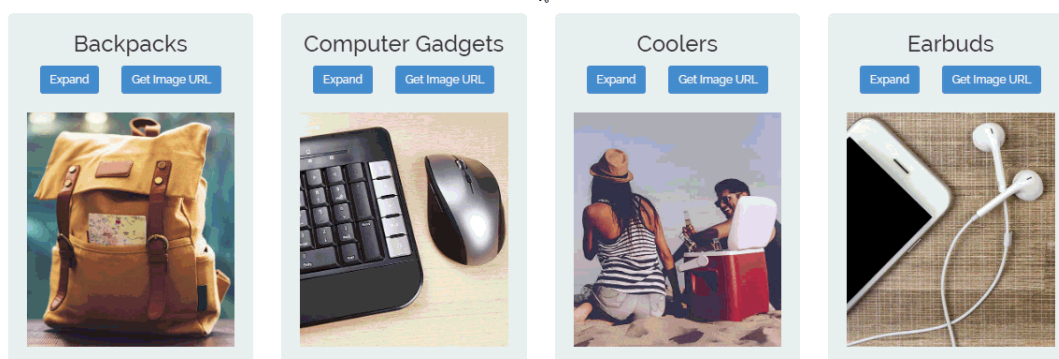 Backpacks
Expand Get Image URL
Computer Gadgets
Expand Get Image URL
Coolers
Expand Get Image URL
Earbuds
Expand Get Image URL